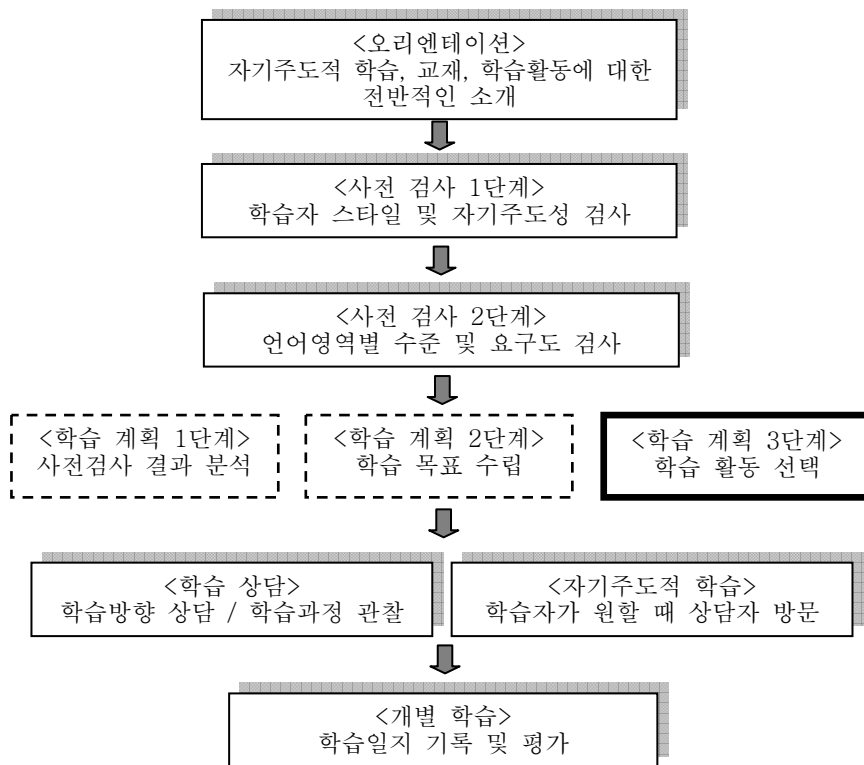 <오리엔테이션>
자기주도적 학습, 교재, 학습활동에 대한
전반적인 소개
<사전 검사 1단계>
학습자 스타일 및 자기주도성 검사
<사전 검사 2단계>
언어영역별 수준 및 요구도 검사
<학습 계획 1단계>
사전검사 결과 분석
<학습 계획 2단계>
학습 목표 수립
<학습 계획 3단계>
학습 활동 선택
<학습 상담>
학습방향 상담 / 학습과정 관찰
<자기주도적 학습>
학습자가 원할 때 상담자 방문
<개별 학습>
학습일지 기록 및 평가